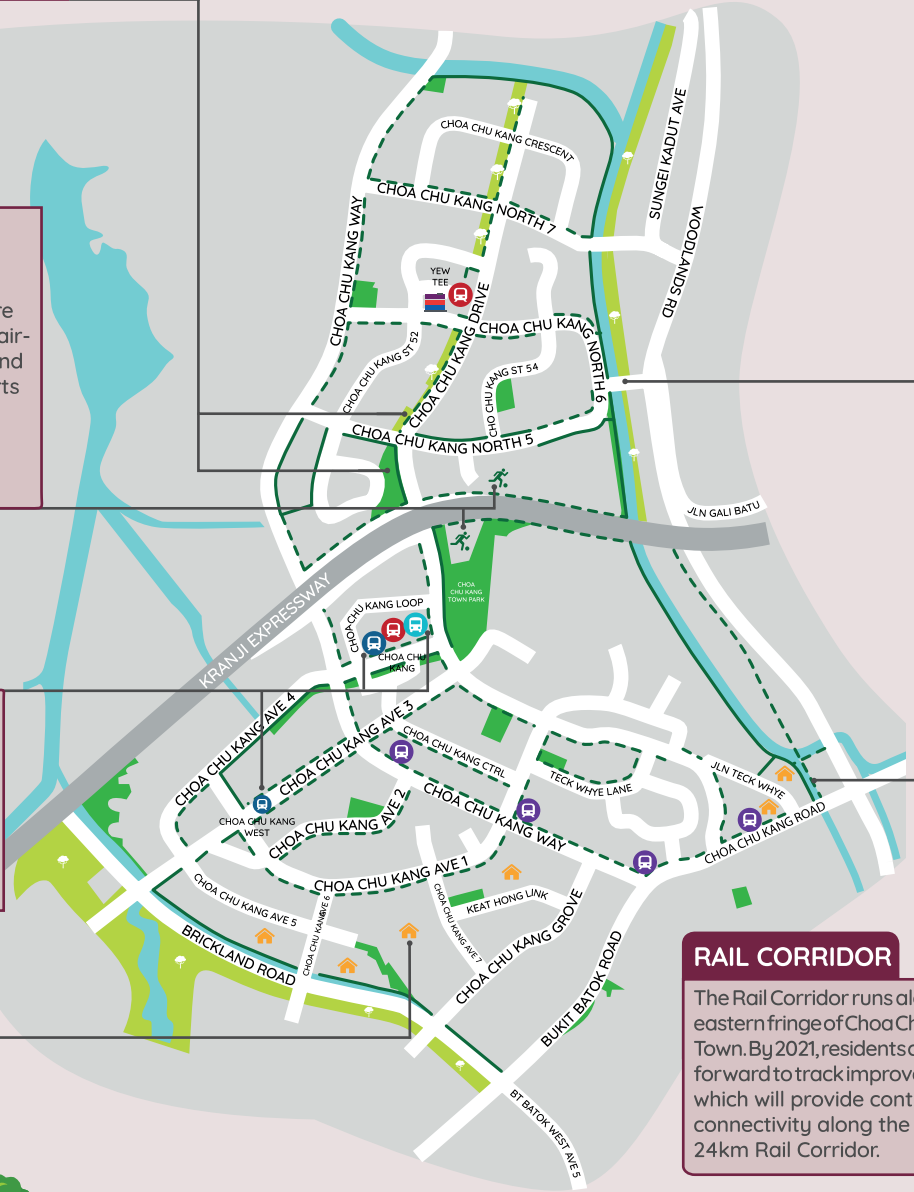 CHOA CHU KANG CRESCENT
SUNGEI KADUT AVE
CHOA CHU KANG NORTH 7
CHOA CHU KANG WAY
WOODLANDS RD
re
air-
nd
rts
YEW
TEE
CHOA CHU KANG DRIVE
CHOA CHU KANG NORTH 6
CHOA CHU KANG ST 52
CHO CHU KANG ST 54
CHOA CHU KANG NORTH 5
JLN GALI BATU
KRANJI EXPRESSWAY
CHOA
CHU KANG
TOWN PARK
CHOA CHU KANG LOOP
CHOA CHU
KANG
CHOA CHU KANG AVE 4
CHOA CHU KANG AVE 3
CHOA CHU KANG CTRL
TECK WHYE LANE
JLN TECK WHYE
CHOA CHU KANG
WEST
CHOA CHU KANG AVE 2
CHOA CHU KANG WAY
CHOA CHU KANG ROAD
CHOA CHU KANG AVE 1
CHOA CHU KANG AVE 5
CHOA CHU KANG AVE 6
CHOA CHU KANG AVE 7
KEAT HONG LINK
CHOA CHU KANG GROVE
BRICKLAND ROAD
BUKIT BATOK ROAD
BT BATOK WEST AVE 5
RAIL CORRIDOR
The Rail Corridor runs al
eastern fringe of Choa Ch
Town. By 2021, residents c
forward to track improve
which will provide cont
connectivity along the
24km Rail Corridor.